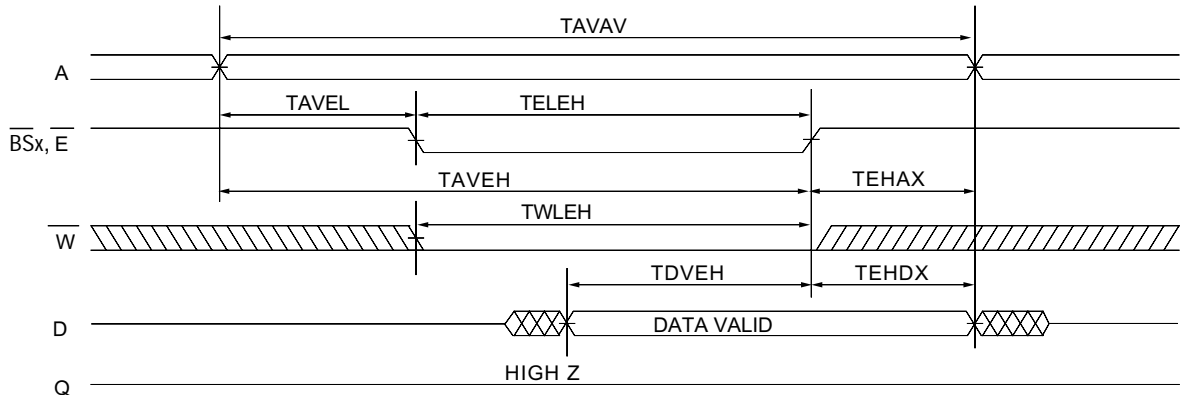 TAVAV
A
TAVEL TELEH
BSx, E
TAVEH TEHAX
TWLEH
W
TDVEH TEHDX
D DATA VALID
HIGH Z
Q